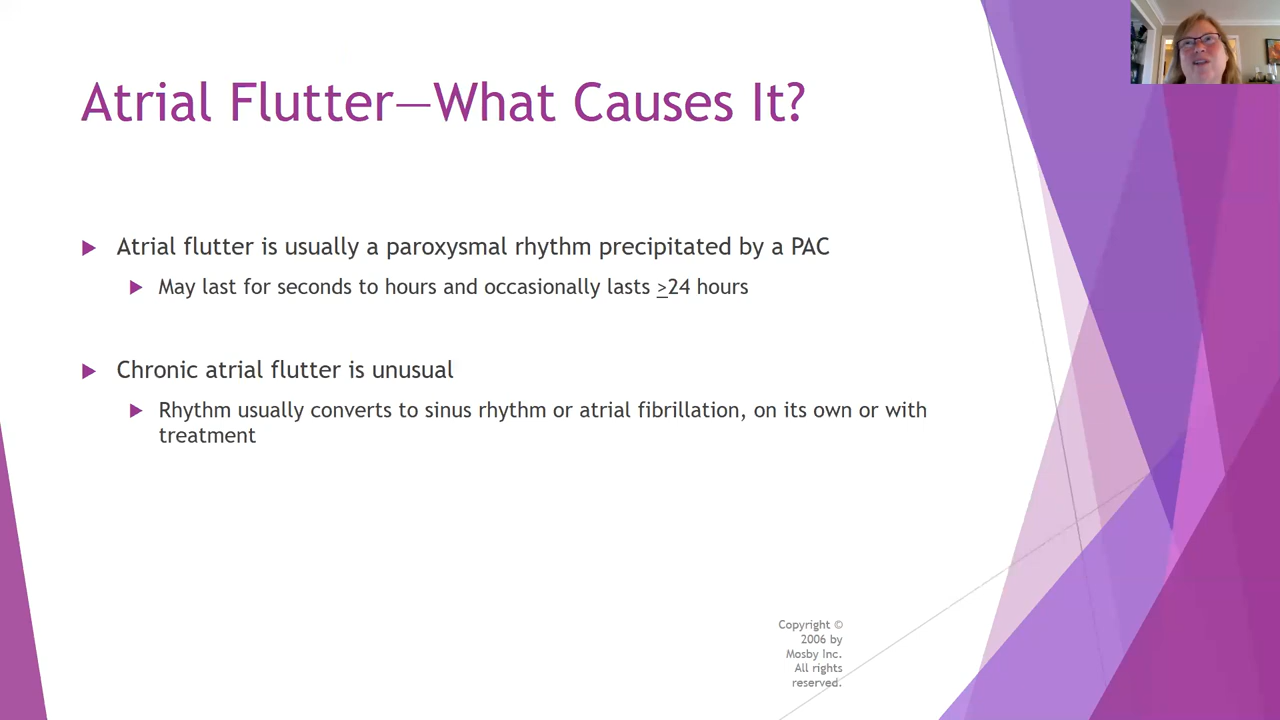 Atrial Flutter—What Causes It?
Atrial flutter is usually a paroxysmal rhythm precipitated by a PAC
May last for seconds to hours and occasionally lasts >24 hours
Chronic atrial flutter is unusual
Rhythm usually converts to sinus rhythm or atrial fibrillation, on its own or with
treatment
Copyright ©
2006 by
Mosby Inc.
All rights
reserved.